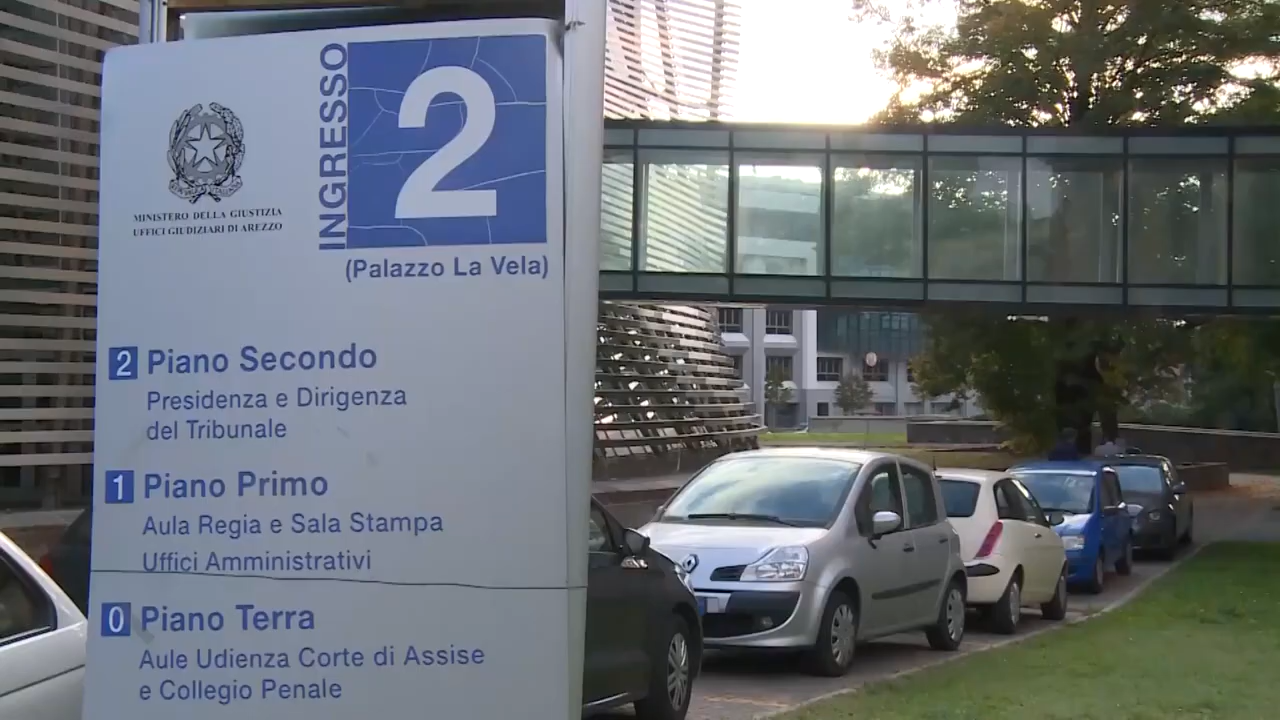 MINISTERO DELLA GIUSTIZIA
UFFICI GIUDIZIARI DI AREZZO
INGRESSO
2
(Palazzo La Vela)
2 Piano Secondo
Presidenza e Dirigenza
del Tribunale
1 Piano Primo
Aula Regia e Sala Stampa
Uffici Amministrativi
0 Piano Terra
Aule Udienza Corte di Assise
e Collegio Penale